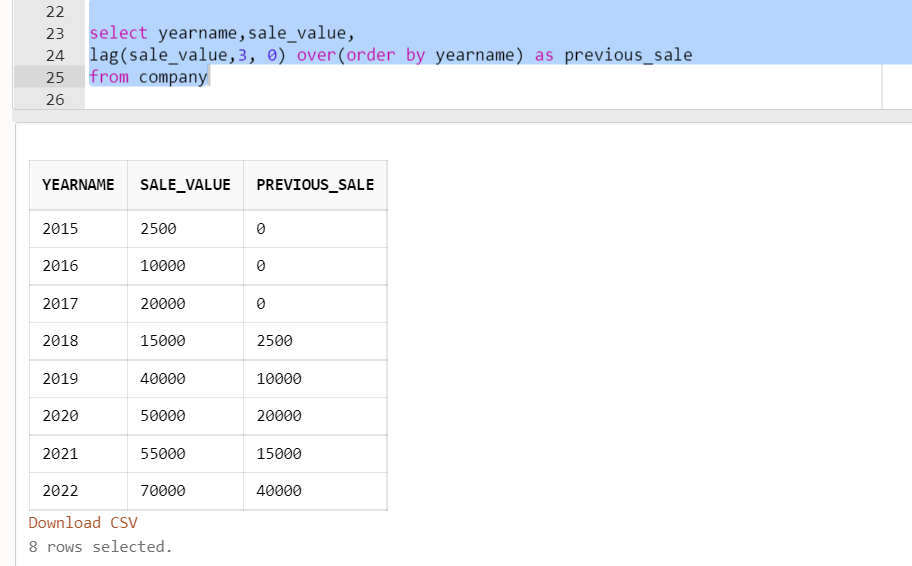 22
23 select yearname,sale_value,
24 lag(sale_value,3, 0) over(order by yearname) as previous_sale
25 from company
26
YEARNAME SALE_VALUE PREVIOUS_SALE
2015 2500 0
2016 10000 0
2017 20000 0
2018 15000 2500
2019 40000 10000
2020 50000 20000
2021 55000 15000
2022 70000 40000
Download CSV
8 rows selected.